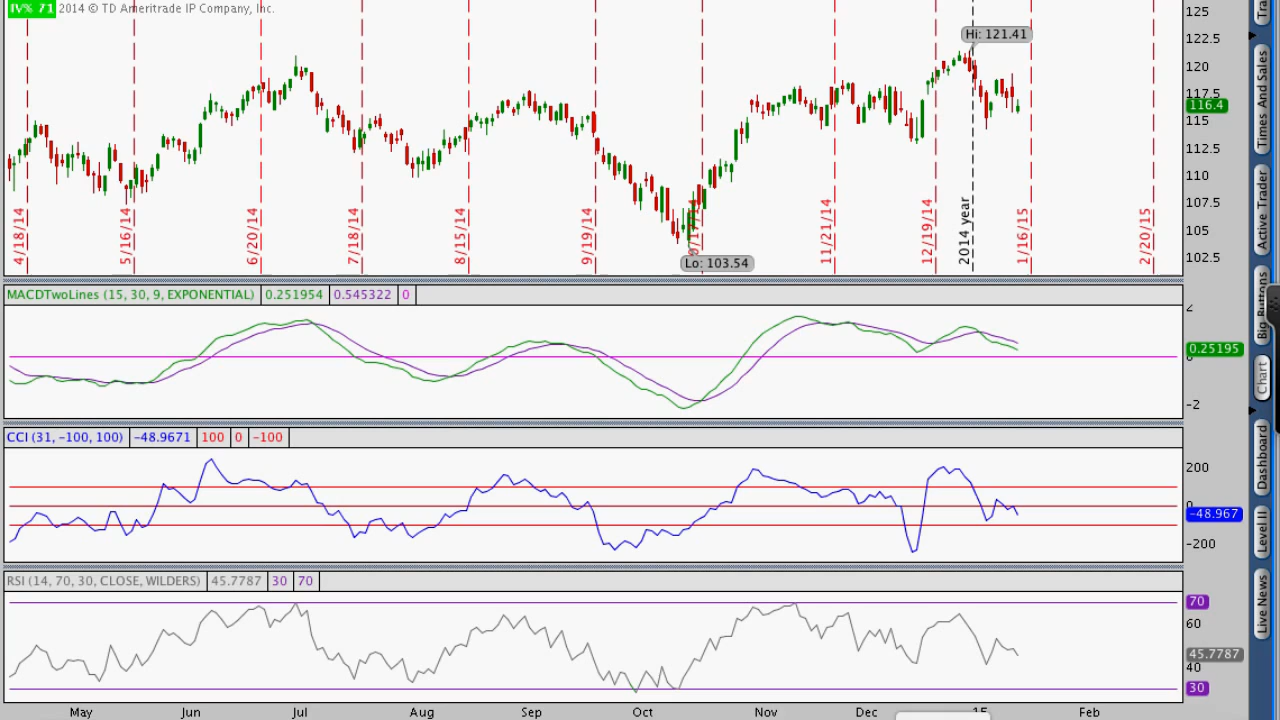 IV% 71 2014 © TD Ameritrade IP Company, Inc.
Hi: 121.41
Lo: 103.54
4/18/14
5/16/14
6/20/14
7/18/14
8/15/14
9/19/14
11/21/14
12/19/14
2014 year
1/16/15
2/20/15
125
122.5
120
117.5
116.4
115
112.5
110
107.5
105
102.5
MACDTwoLines (15, 30, 9, EXPONENTIAL) 0.251954 0.545322 0
2
0.25195
-2
CCI (31, -100, 100) -48.9671 100 0 -100
200
0
-48.967
-200
RSI (14, 70, 30, CLOSE, WILDERS) 45.7787 30 70
70
60
45.7787
40
30
May Jun Jul Aug Sep Oct Nov Dec 15 Feb
Times And Sales
Active Trader
Big Buttons
Chart
Dashboard
Level II
Live News